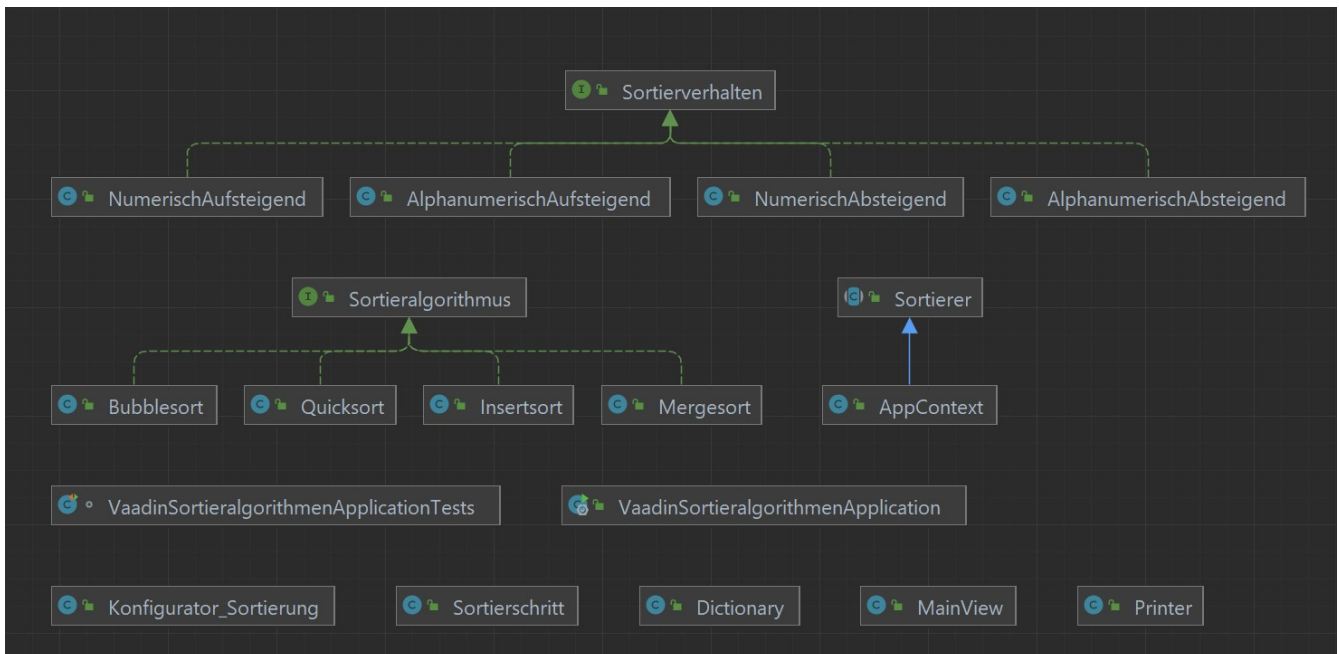 Sortierverhalten
NumerischAufsteigend AlphanumerischAufsteigend NumerischAbsteigend AlphanumerischAbsteigend
Sortieralgorithmus Sortierer
Bubblesort Quicksort Insertsort Mergesort AppContext
VaadinSortieralgorithmenApplicationTests VaadinSortieralgorithmenApplication
Konfigurator_Sortierung Sortierschritt Dictionary MainView Printer